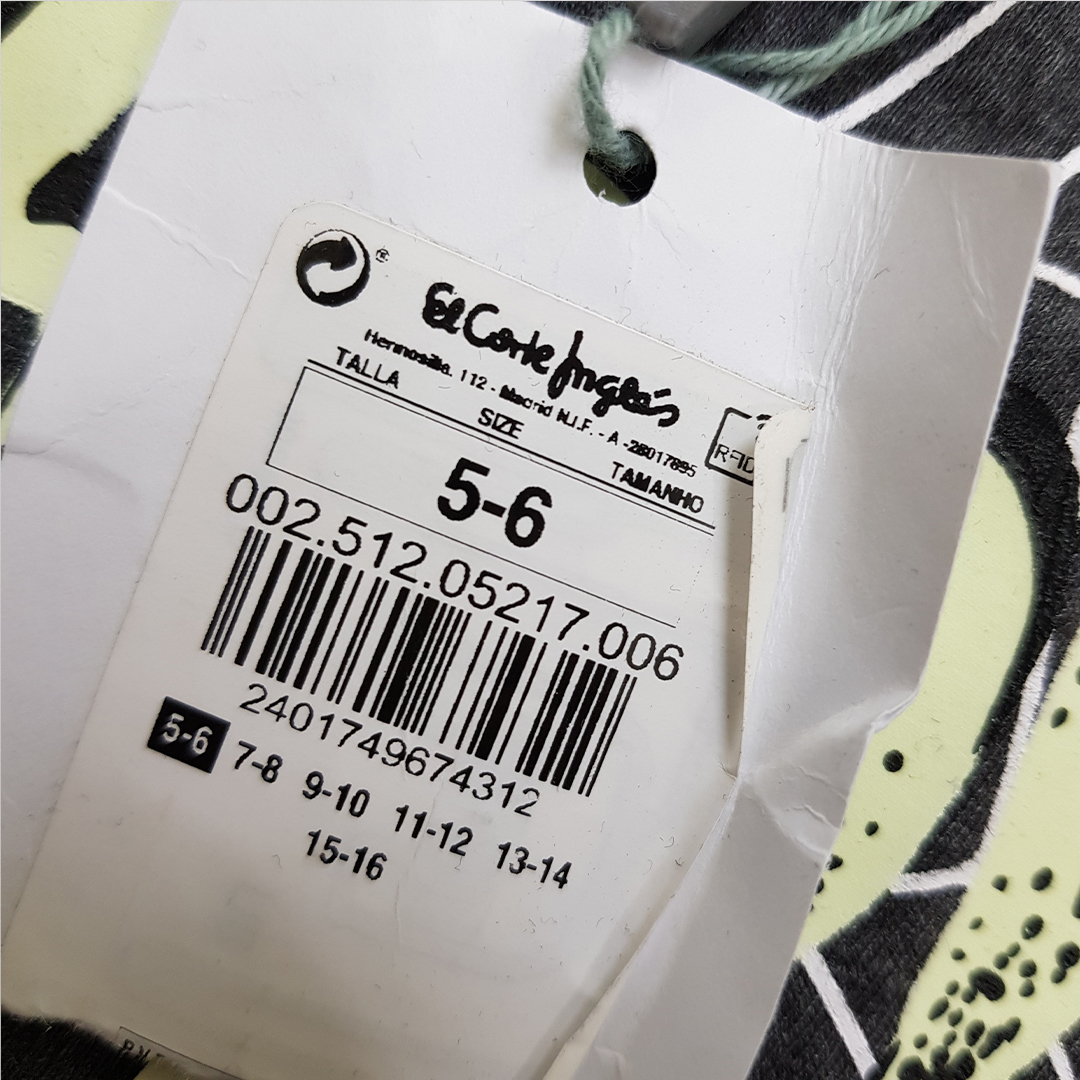 El Corte Inglés
Hermosilla. 112 - Madrid N.I.F. - A -28017895
RFID
TALLA
SIZE
TAMANHO
5-6
002.512.05217.006
2401749674312
5-6 7-8 9-10 11-12 13-14
15-16